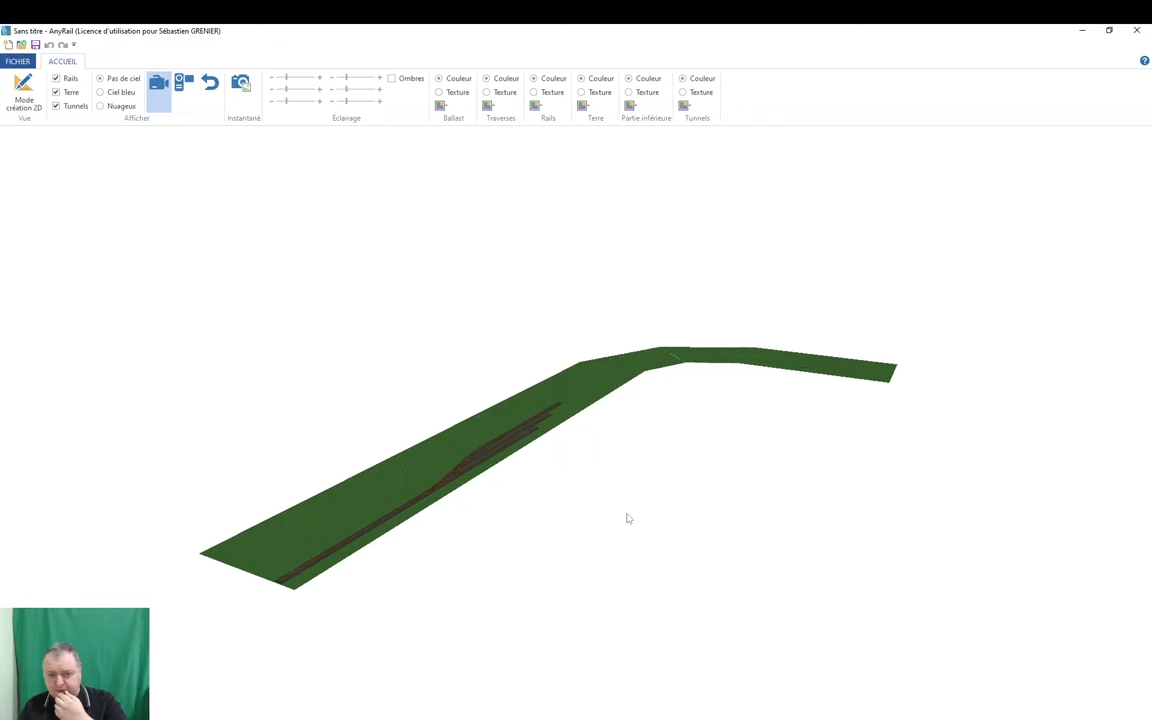 Sans titre - AnyRail (Licence d'utilisation pour Sébastien GRENIER)
FICHIER ACCUEIL
Mode création 2D
Vue
Rails
Terre
Tunnels
Pas de ciel
Ciel bleu
Nuageux
Afficher
Instantané
Ombres
Éclairage
Couleur
Texture
Ballast
Couleur
Texture
Traverses
Couleur
Texture
Rails
Couleur
Texture
Terre
Couleur
Texture
Partie inférieure
Couleur
Texture
Tunnels